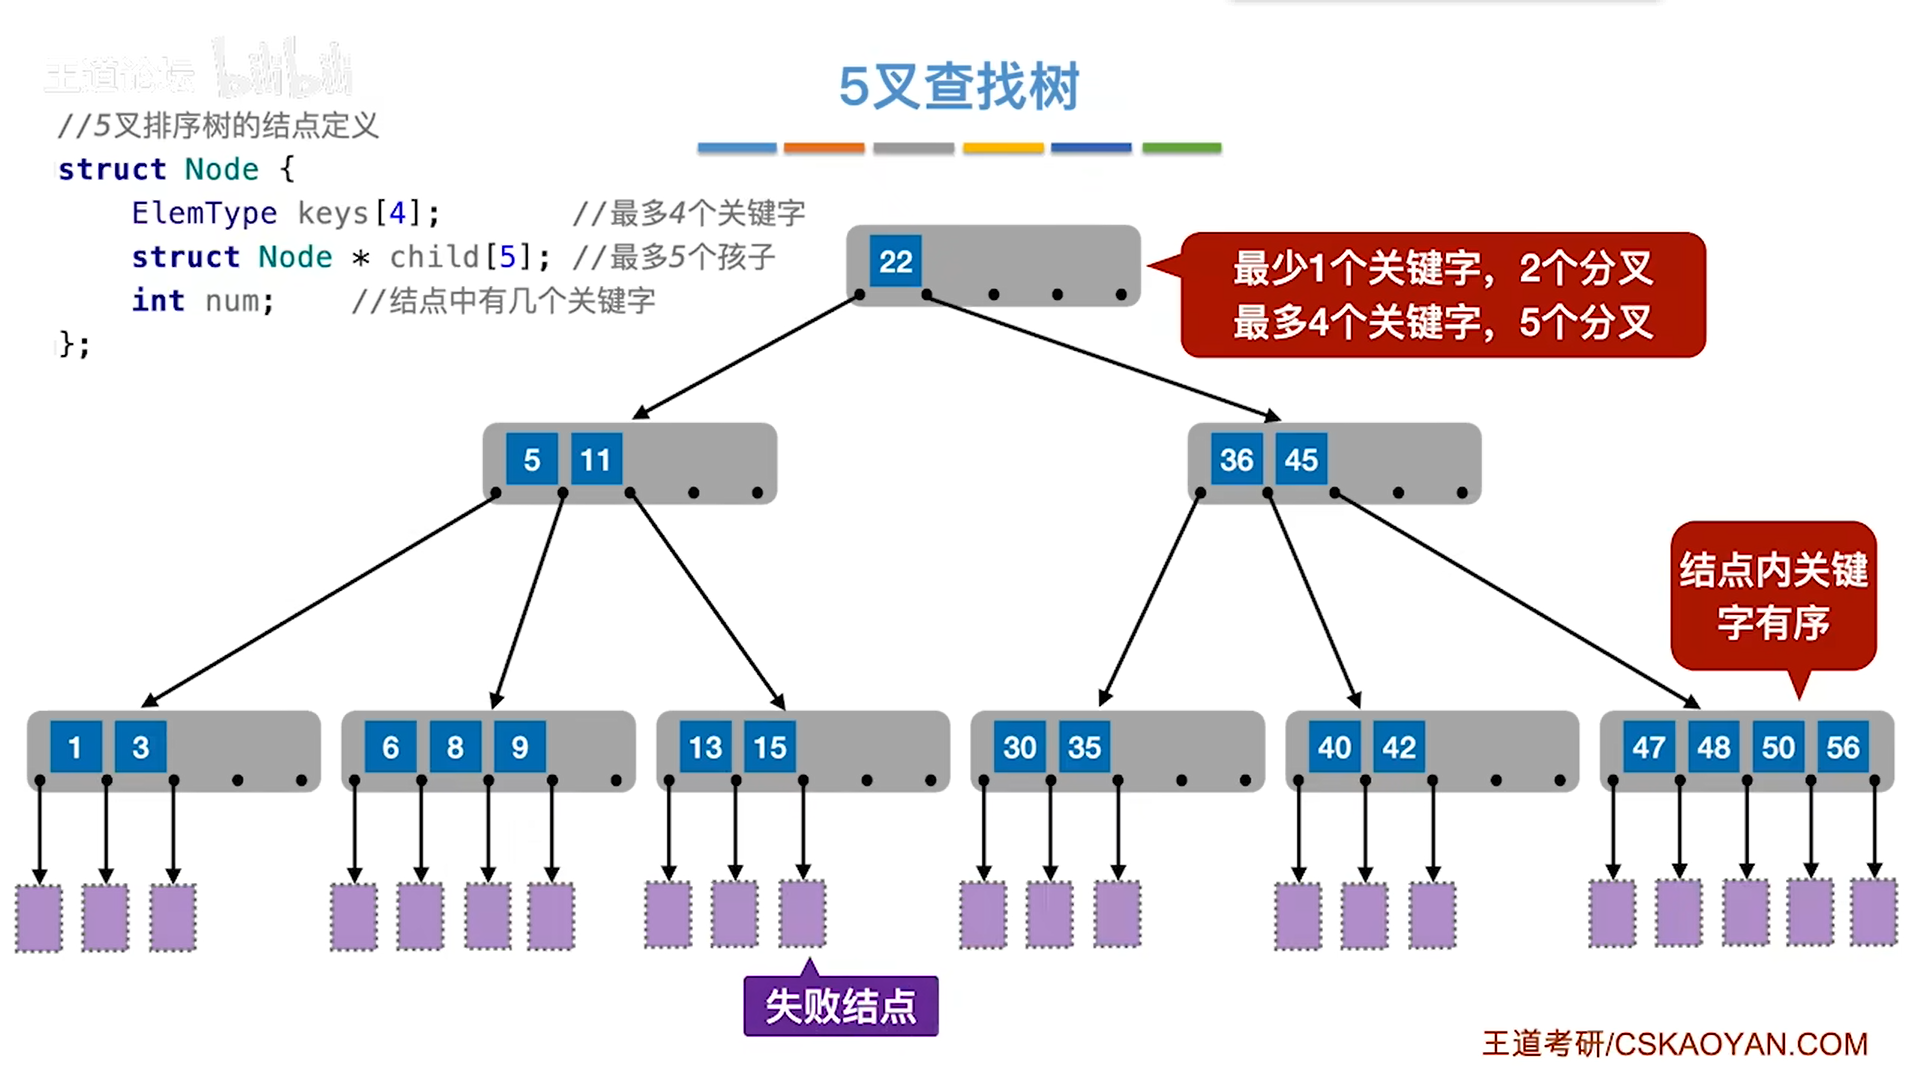 王道论坛 bilibili
5叉查找树
//5叉排序树的结点定义
struct Node {
ElemType keys[4]; //最多4个关键字
struct Node * child[5]; //最多5个孩子
int num; //结点中有几个关键字
};
22
最少1个关键字，2个分叉
最多4个关键字，5个分叉
5 11
36 45
结点内关键
字有序
1 3
6 8 9
13 15
30 35
40 42
47 48 50 56
失败结点
王道考研/CSKAOYAN.COM